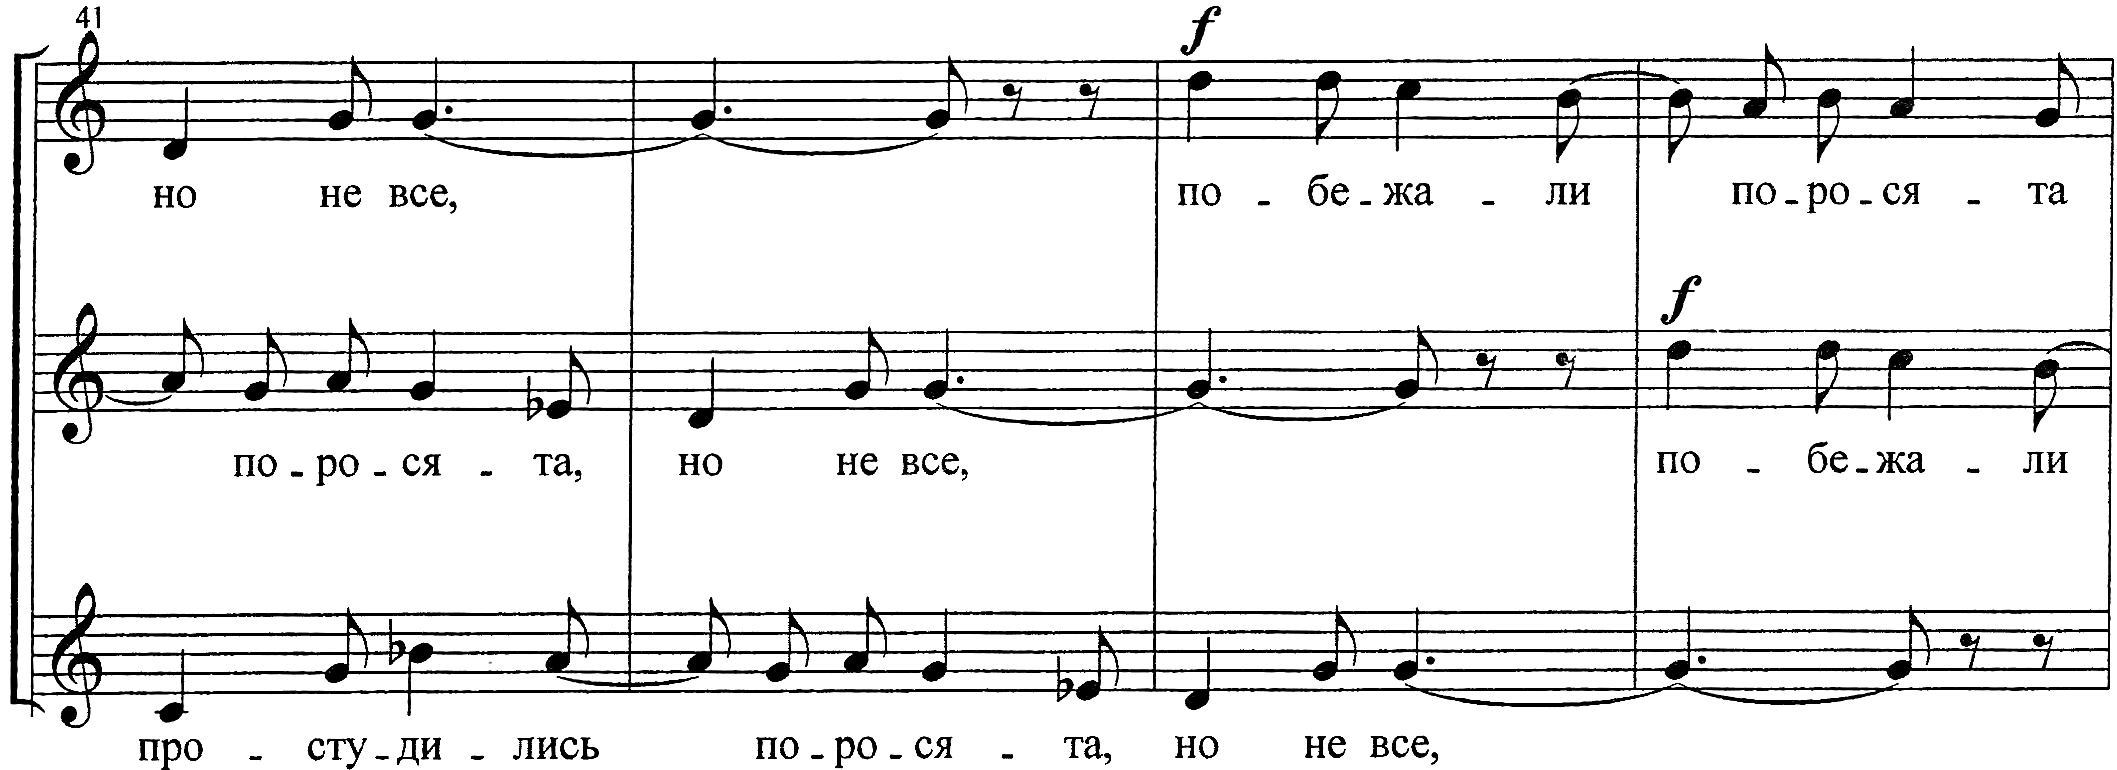 41
f
но не все, по - бе - жа - ли по - ро - ся - та
f
по - ро - ся - та, но не все, по - бе - жа - ли
про - сту - ди - лись по - ро - ся - та, но не все,